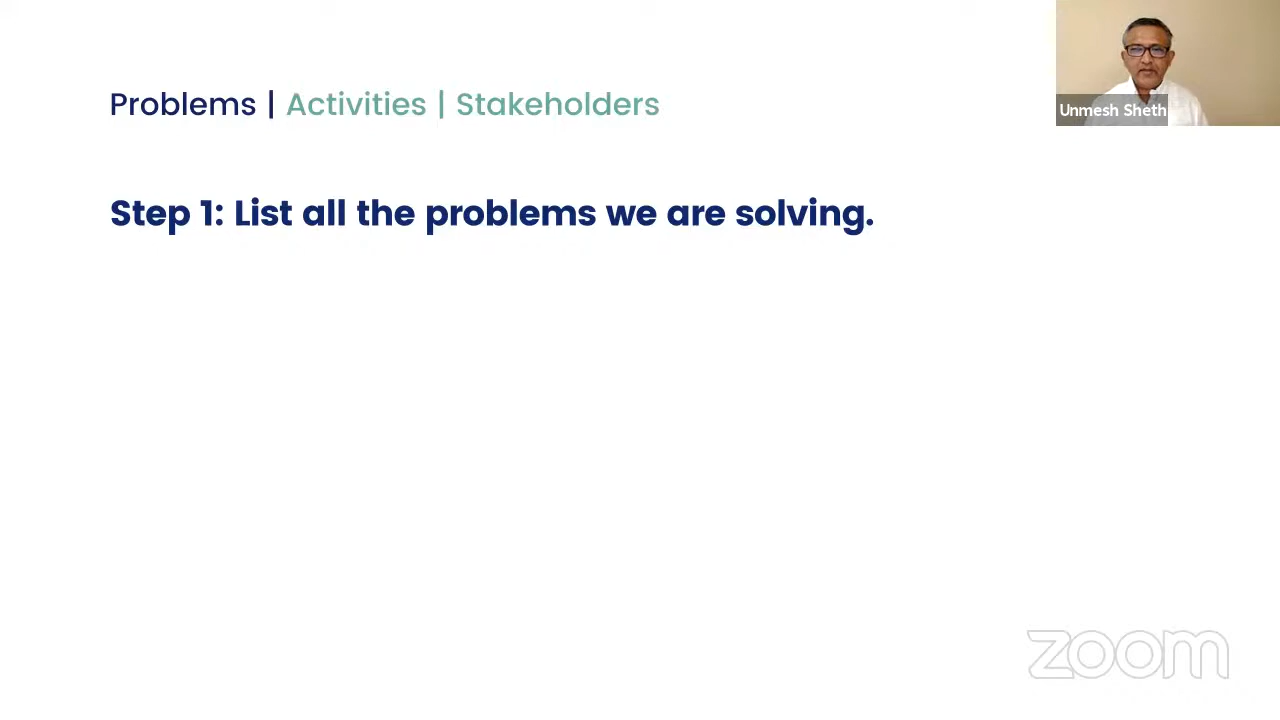 Problems | Activities | Stakeholders
Unmesh Sheth
Step 1: List all the problems we are solving.
zoom